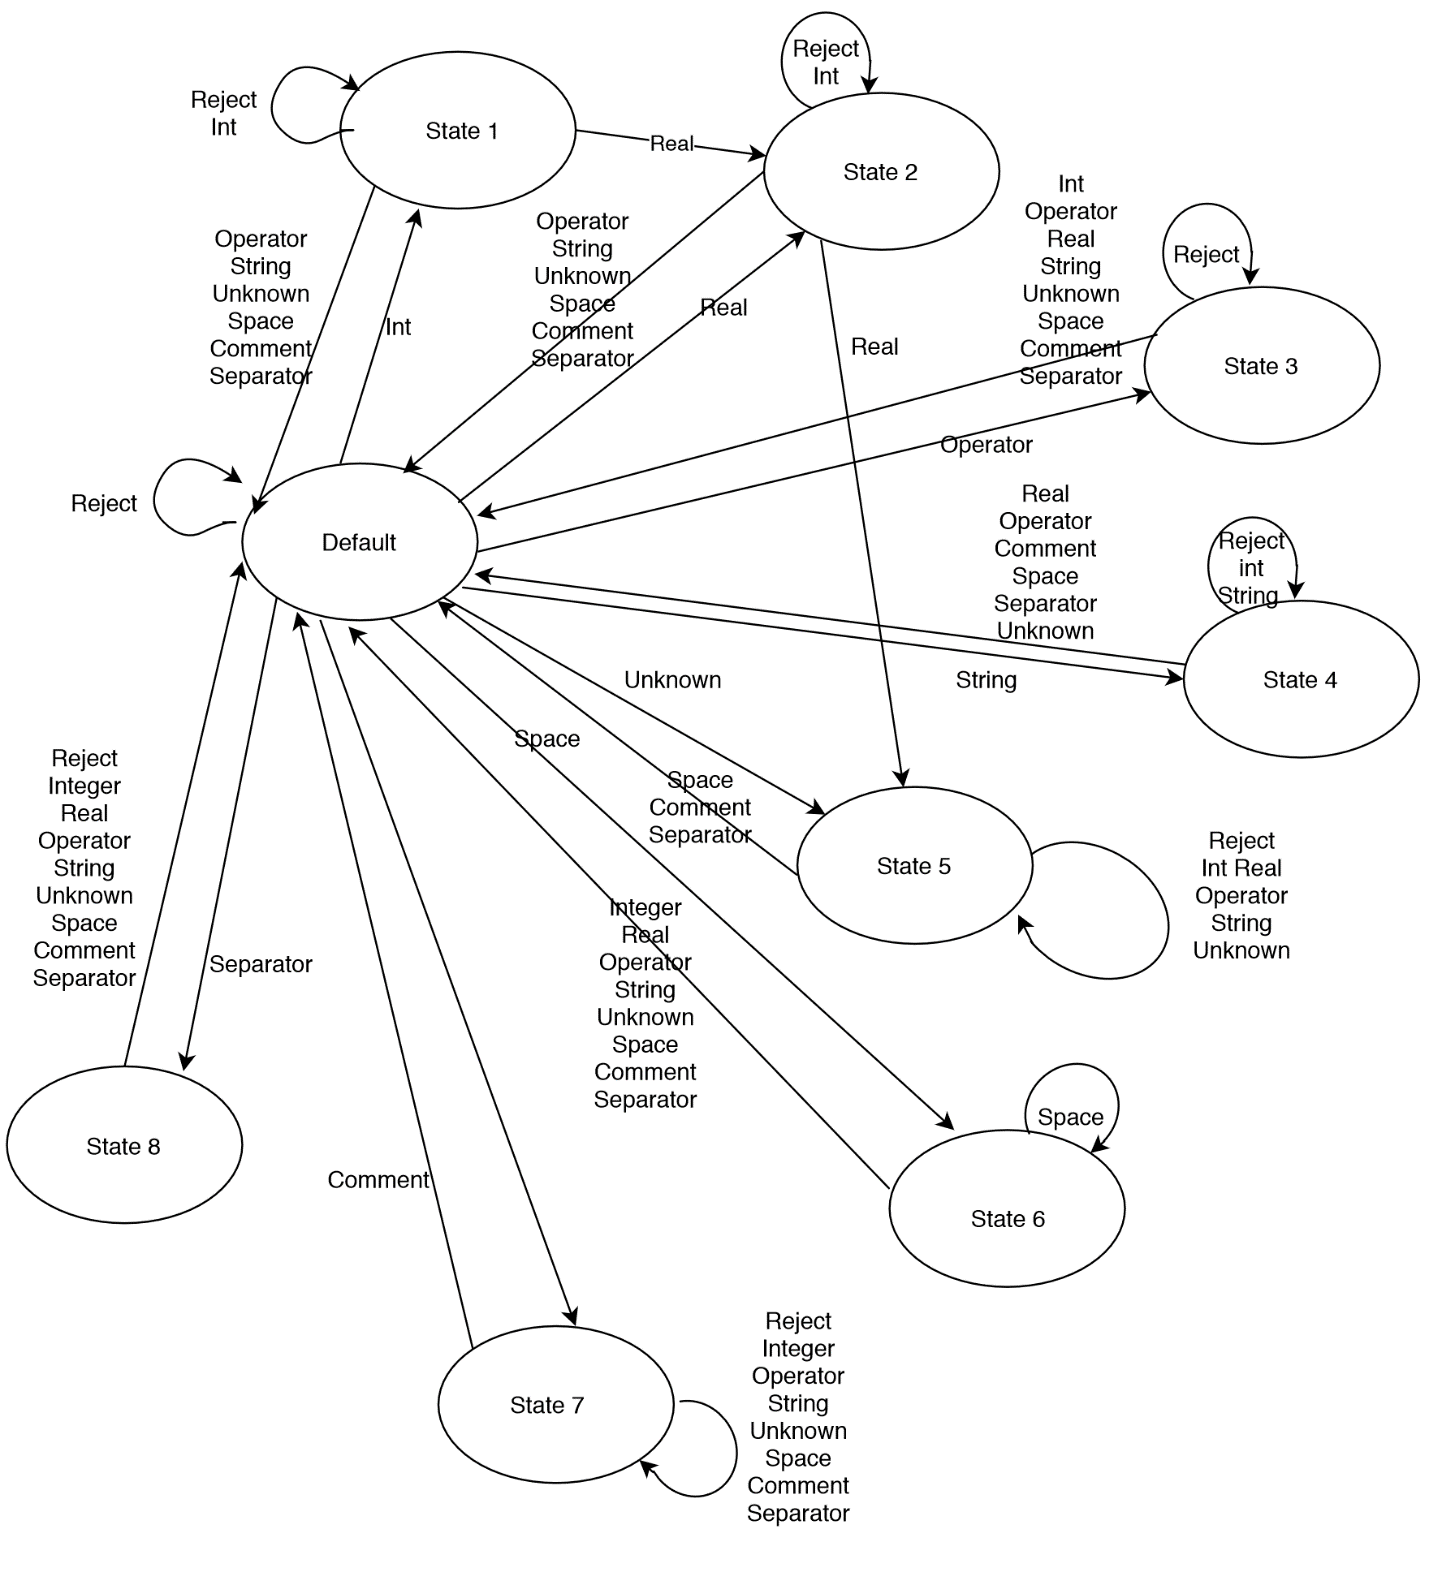 Reject
Int
State 1
Real
Reject
Int
State 2
Operator
String
Unknown
Space
Comment
Separator
Int
Operator
String
Unknown
Space
Comment
Separator
Real
Real
Int
Operator
Real
String
Unknown
Space
Comment
Separator
Reject
State 3
Operator
Reject
Default
Real
Operator
Comment
Space
Separator
Unknown
Reject
int
String
State 4
String
Unknown
Space
Space
Comment
Separator
State 5
Reject
Int Real
Operator
String
Unknown
Reject
Integer
Real
Operator
String
Unknown
Space
Comment
Separator
Separator
Integer
Real
Operator
String
Unknown
Space
Comment
Separator
Space
State 6
State 8
Comment
State 7
Reject
Integer
Operator
String
Unknown
Space
Comment
Separator